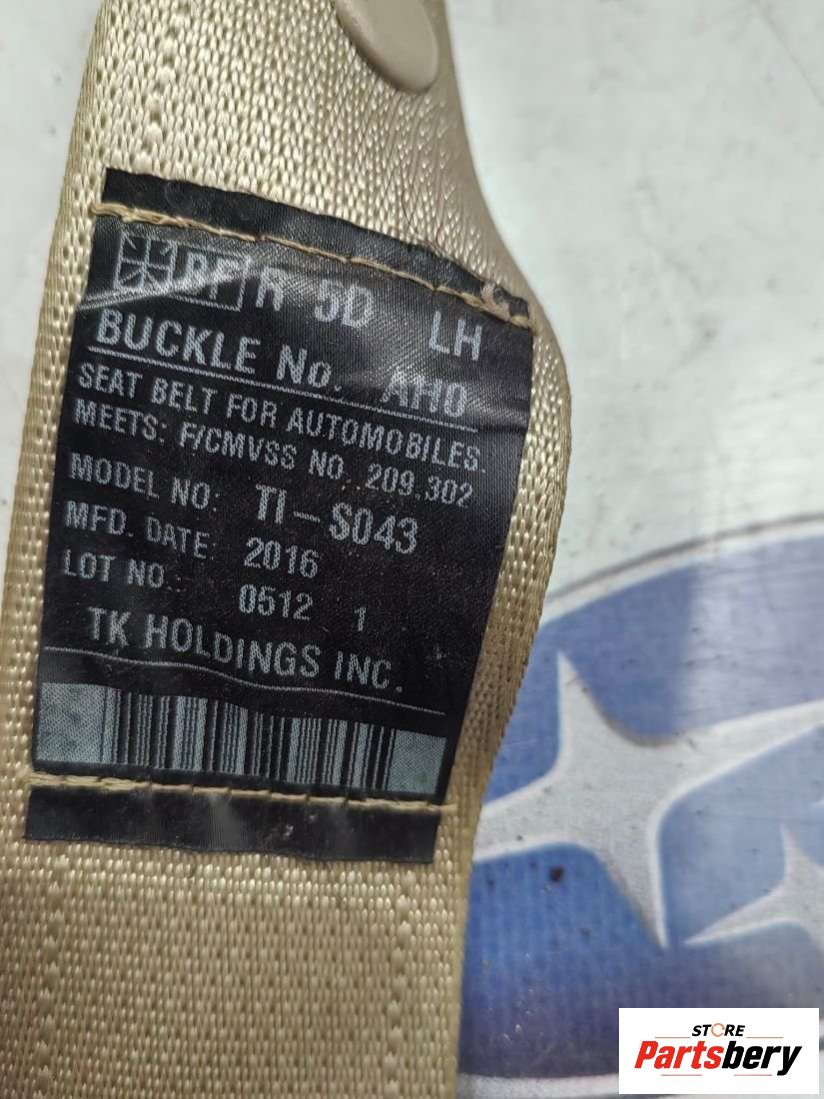 R 5D LH
BUCKLE No. AH0
SEAT BELT FOR AUTOMOBILES.
MEETS: F/CMVSS NO. 209.302
MODEL NO: TI-S043
MFD. DATE: 2016
LOT NO.: 0512 1
TK HOLDINGS INC.
STORE
Partsbery